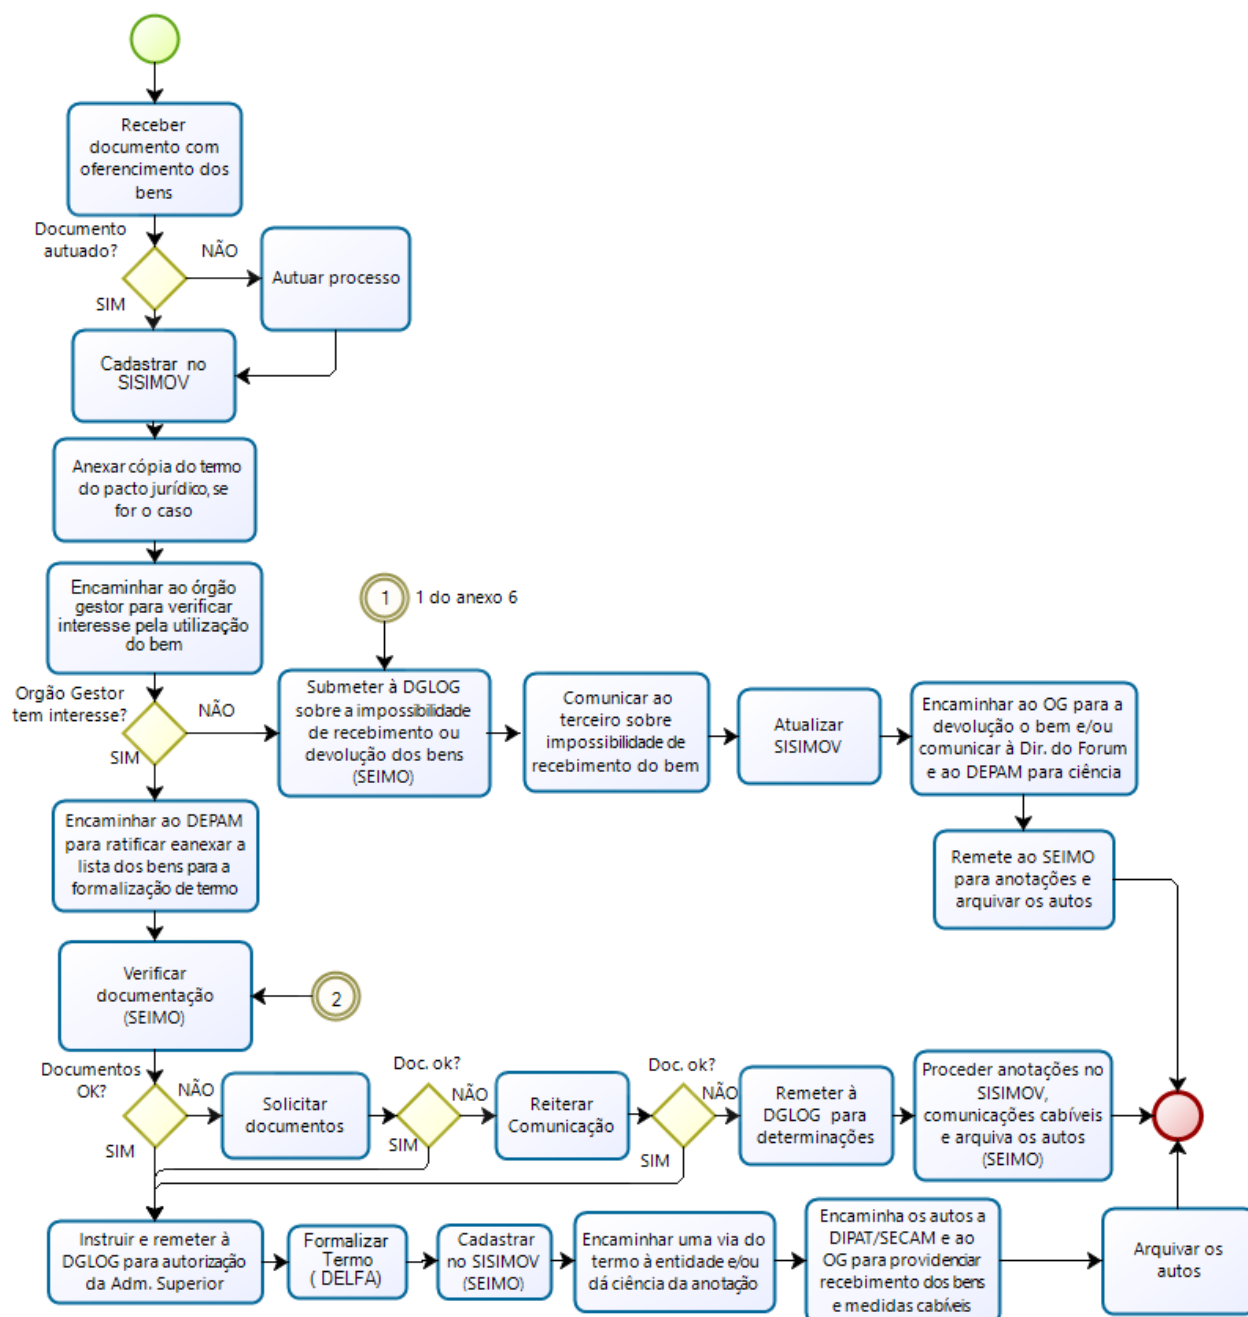 Receber
documento com
oferencimento dos
bens
Documento
autuado?
NÃO
SIM
Autuar processo
Cadastrar no
SISIMOV
Anexar cópia do termo
do pacto jurídico, se
for o caso
Encaminhar ao órgão
gestor para verificar
interesse pela utilização
do bem
1
1 do anexo 6
Orgão Gestor
tem interesse?
NÃO
SIM
Submeter à DGLOG
sobre a impossibilidade
de recebimento ou
devolução dos bens
(SEIMO)
Comunicar ao
terceiro sobre
impossibilidade de
recebimento do bem
Atualizar
SISIMOV
Encaminhar ao OG para a
devolução o bem e/ou
comunicar à Dir. do Forum
e ao DEPAM para ciência
Remete ao SEIMO
para anotações e
arquivar os autos
Encaminhar ao DEPAM
para ratificar eanexar a
lista dos bens para a
formalização de termo
Verificar
documentação
(SEIMO)
2
Documentos
OK?
NÃO
SIM
Solicitar
documentos
Doc. ok?
NÃO
SIM
Reiterar
Comunicação
Doc. ok?
NÃO
SIM
Remeter à
DGLOG para
determinações
Proceder anotações no
SISIMOV,
comunicações cabíveis
e arquiva os autos
(SEIMO)
Instruir e remeter à
DGLOG para autorização
da Adm. Superior
Formalizar
Termo
( DELFA)
Cadastrar
no SISIMOV
(SEIMO)
Encaminhar uma via do
termo à entidade e/ou
dá ciência da anotação
Encaminha os autos a
DIPAT/SECAM e ao
OG para providenciar
recebimento dos bens
e medidas cabíveis
Arquivar os
autos